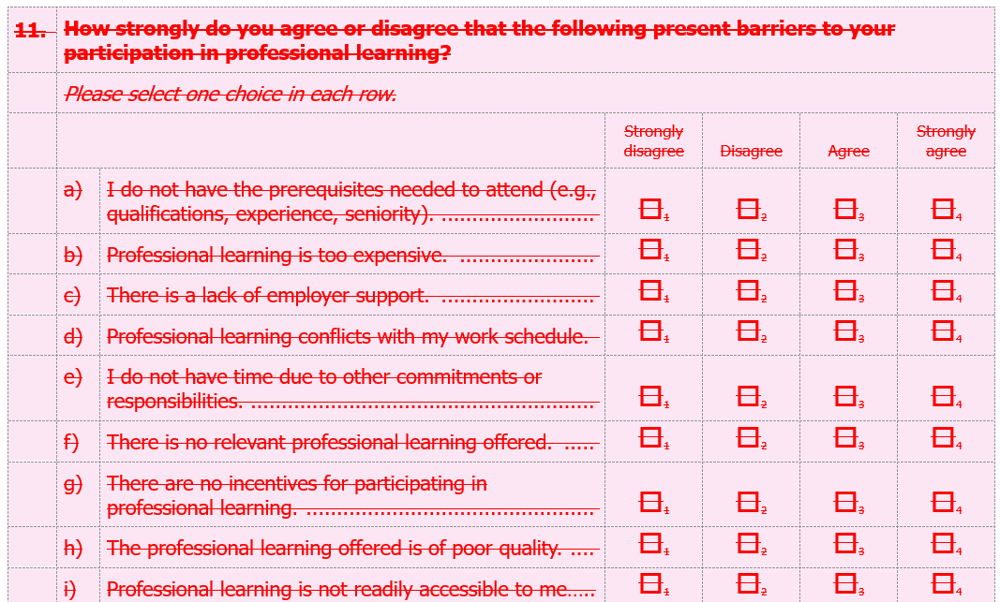 11. How strongly do you agree or disagree that the following present barriers to your
participation in professional learning?
Please select one choice in each row.
Strongly disagree Disagree Agree Strongly agree
a) I do not have the prerequisites needed to attend (e.g.,
qualifications, experience, seniority). ......................... 1 2 3 4
b) Professional learning is too expensive. ...................... 1 2 3 4
c) There is a lack of employer support. ......................... 1 2 3 4
d) Professional learning conflicts with my work schedule. 1 2 3 4
e) I do not have time due to other commitments or
responsibilities. ........................................................ 1 2 3 4
f) There is no relevant professional learning offered. ..... 1 2 3 4
g) There are no incentives for participating in
professional learning. ............................................... 1 2 3 4
h) The professional learning offered is of poor quality. .... 1 2 3 4
i) Professional learning is not readily accessible to me..... 1 2 3 4